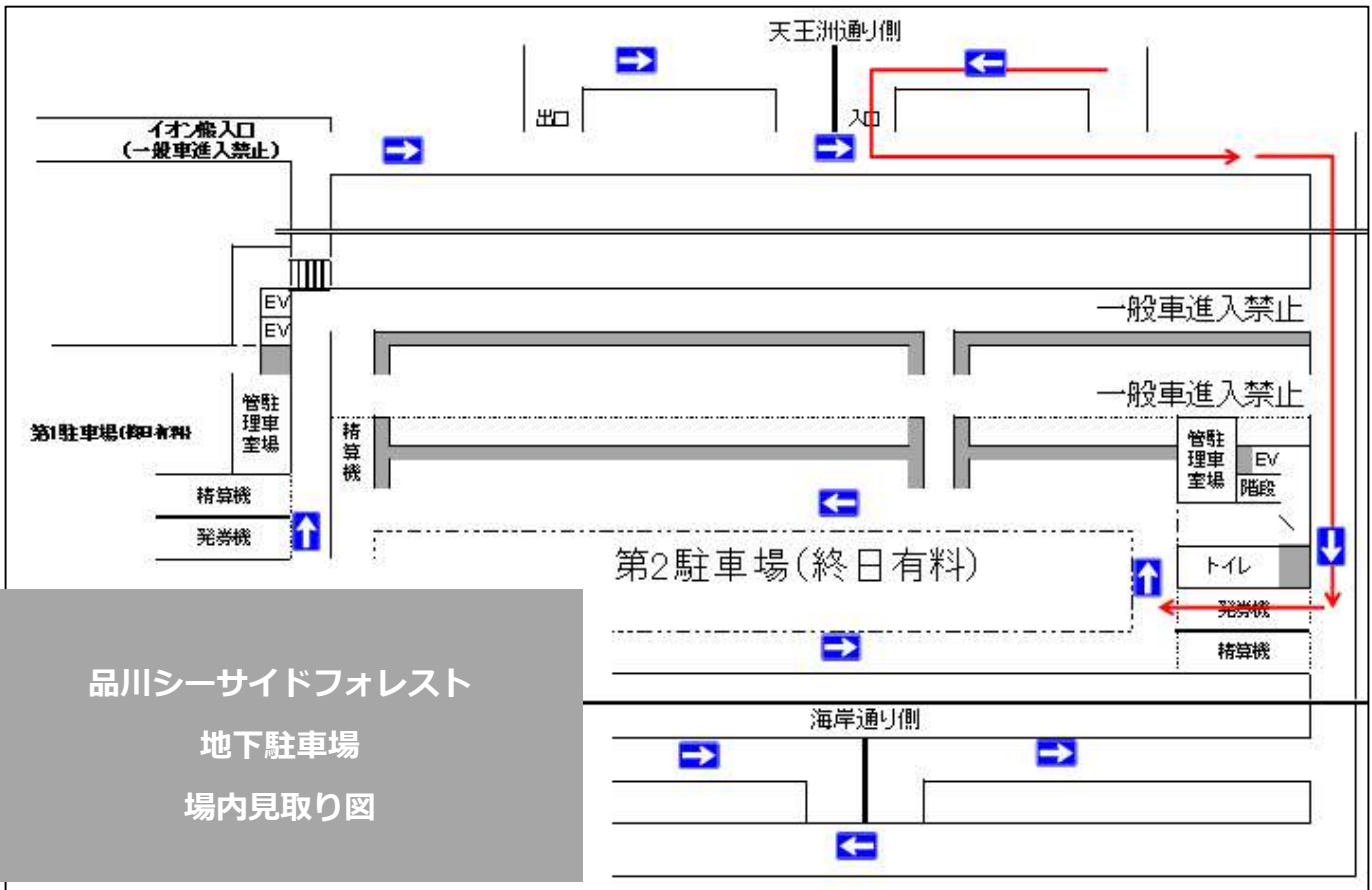 天王洲通り側
出口
入口
イオン搬入口
(一般車進入禁止)
EV
EV
一般車進入禁止
一般車進入禁止
第1駐車場(終日有料)
駐車場
管理室
精算機
精算機
発券機
駐車場
管理室
EV
階段
トイレ
発券機
精算機
第2駐車場(終日有料)
海岸通り側
品川シーサイドフォレスト
地下駐車場
場内見取り図